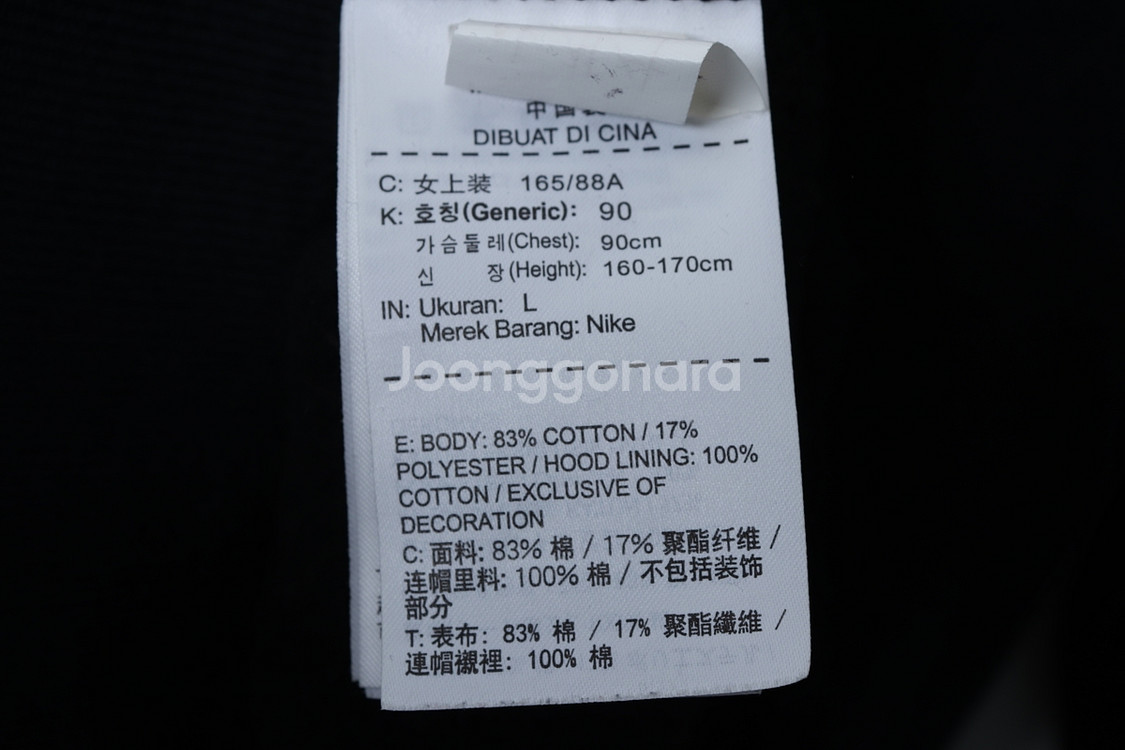 中国
DIBUAT DI CINA
C: 女上装 165/88A
K: 호칭(Generic): 90
가슴둘레(Chest): 90cm
신 장(Height): 160-170cm
IN: Ukuran: L
Merek Barang: Nike
Joonggonara
E: BODY: 83% COTTON / 17%
POLYESTER / HOOD LINING: 100%
COTTON / EXCLUSIVE OF
DECORATION
C: 面料: 83% 棉 / 17% 聚酯纤维 /
连帽里料: 100% 棉 / 不包括装饰
部分
T: 表布: 83% 棉 / 17% 聚酯纖維 /
連帽襯裡: 100% 棉